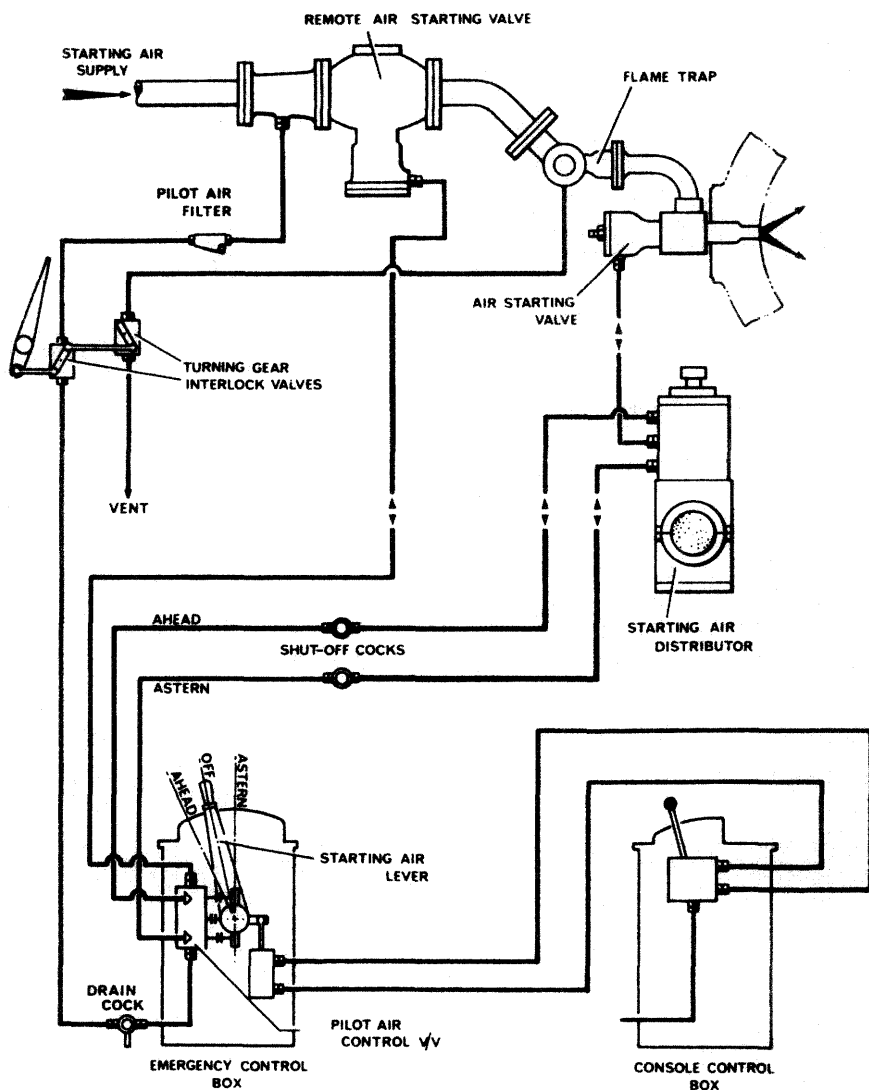 REMOTE AIR STARTING VALVE
STARTING AIR
SUPPLY
FLAME TRAP
PILOT AIR
FILTER
AIR STARTING
VALVE
TURNING GEAR
INTERLOCK VALVES
VENT
AHEAD
SHUT-OFF COCKS
STARTING AIR
DISTRIBUTOR
ASTERN
AHEAD
OFF
ASTERN
STARTING AIR
LEVER
DRAIN
COCK
PILOT AIR
CONTROL V/V
EMERGENCY CONTROL
BOX
CONSOLE CONTROL
BOX